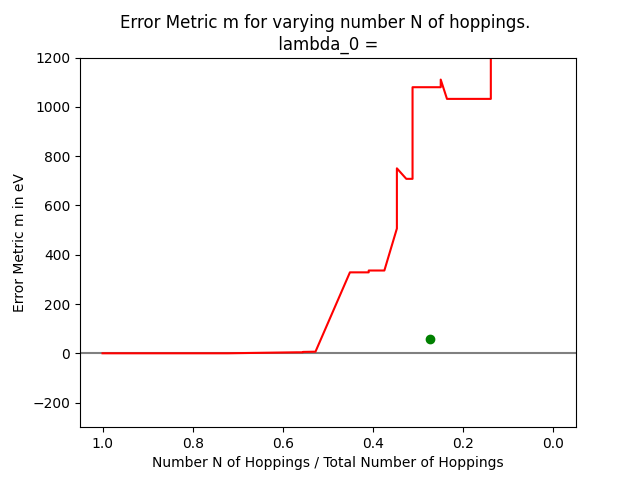 Error Metric m for varying number N of hoppings.
lambda_0 =
1200
1000
800
600
400
200
0
−200
Error Metric m in eV
1.0 0.8 0.6 0.4 0.2 0.0
Number N of Hoppings / Total Number of Hoppings